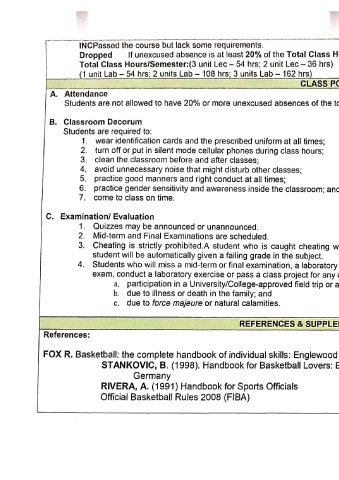 INCPassed the course but lack some requirements.
Dropped If unexcused absence is at least 20% of the Total Class H
Total Class Hours/Semester:(3 unit Lec – 54 hrs; 2 unit Lec – 36 hrs)
(1 unit Lab – 54 hrs; 2 units Lab – 108 hrs; 3 units Lab – 162 hrs)
CLASS PO
A. Attendance
Students are not allowed to have 20% or more unexcused absences of the to
B. Classroom Decorum
Students are required to:
1. wear identification cards and the prescribed uniform at all times;
2. turn off or put in silent mode cellular phones during class hours;
3. clean the classroom before and after classes;
4. avoid unnecessary noise that might disturb other classes;
5. practice good manners and right conduct at all times;
6. practice gender sensitivity and awareness inside the classroom; and
7. come to class on time.
C. Examination/ Evaluation
1. Quizzes may be announced or unannounced.
2. Mid-term and Final Examinations are scheduled.
3. Cheating is strictly prohibited.A student who is caught cheating w
student will be automatically given a failing grade in the subject.
4. Students who will miss a mid-term or final examination, a laboratory
exam, conduct a laboratory exercise or pass a class project for any
a. participation in a University/College-approved field trip or a
b. due to illness or death in the family; and
c. due to force majeure or natural calamities.
REFERENCES & SUPPLE
References:
FOX R. Basketball: the complete handbook of individual skills: Englewood
STANKOVIC, B. (1998). Handbook for Basketball Lovers: E
Germany
RIVERA, A. (1991) Handbook for Sports Officials
Official Basketball Rules 2008 (FIBA)